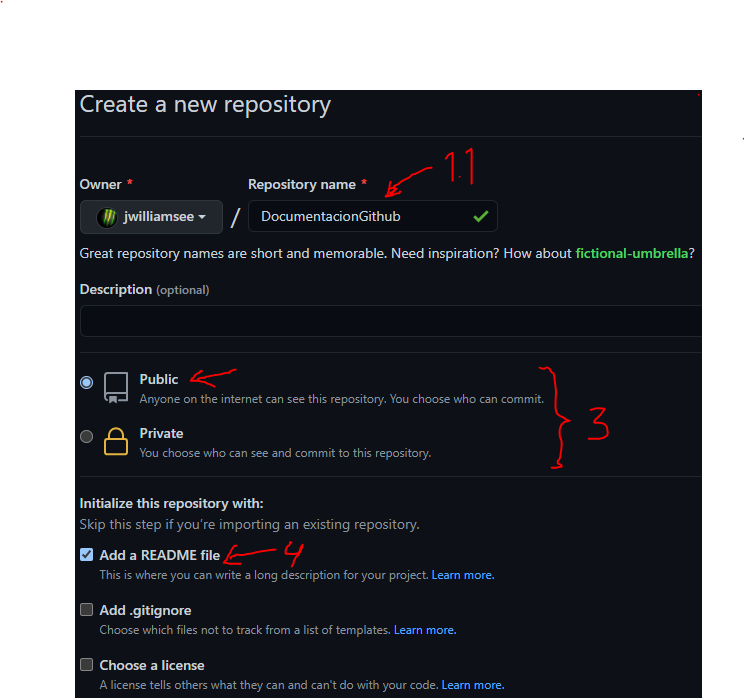 Create a new repository
1.1
Owner * Repository name *
jwilliamsee / DocumentacionGithub
Great repository names are short and memorable. Need inspiration? How about fictional-umbrella?
Description (optional)
Public
Anyone on the internet can see this repository. You choose who can commit.
3
Private
You choose who can see and commit to this repository.
Initialize this repository with:
Skip this step if you're importing an existing repository.
Add a README file 4
This is where you can write a long description for your project. Learn more.
Add .gitignore
Choose which files not to track from a list of templates. Learn more.
Choose a license
A license tells others what they can and can't do with your code. Learn more.